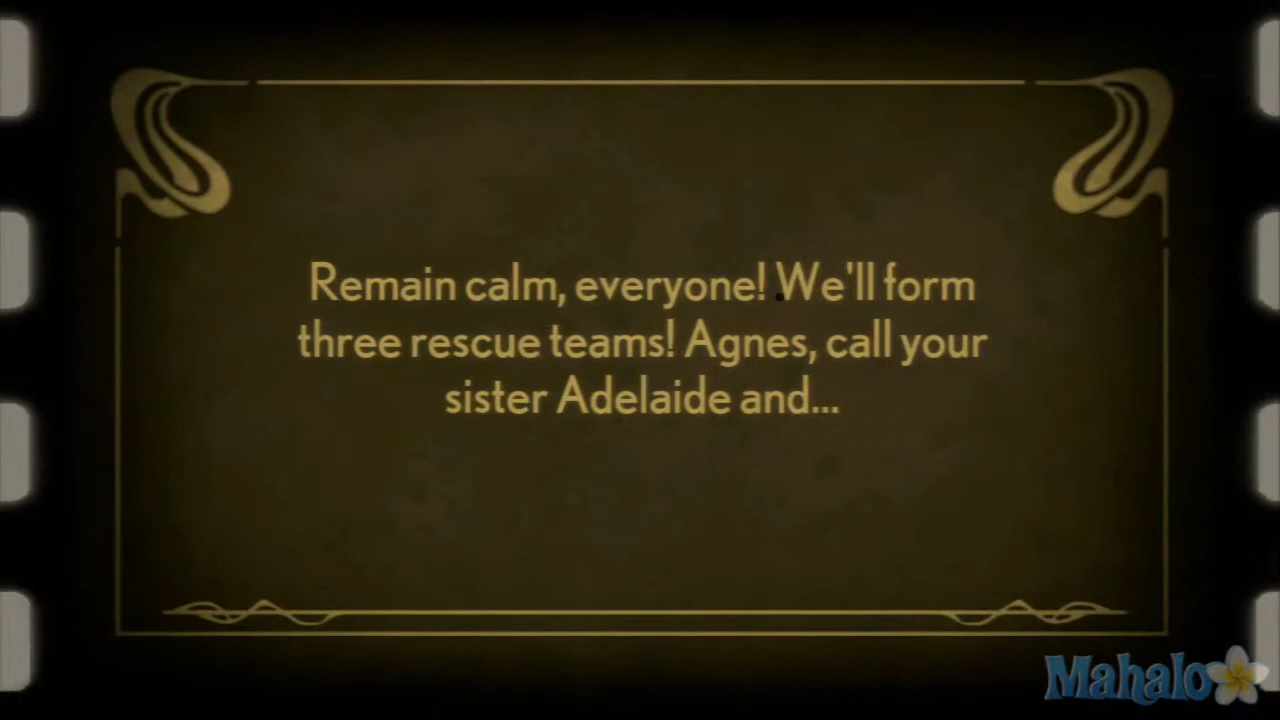 Remain calm, everyone! We'll form
three rescue teams! Agnes, call your
sister Adelaide and...
Mahalo